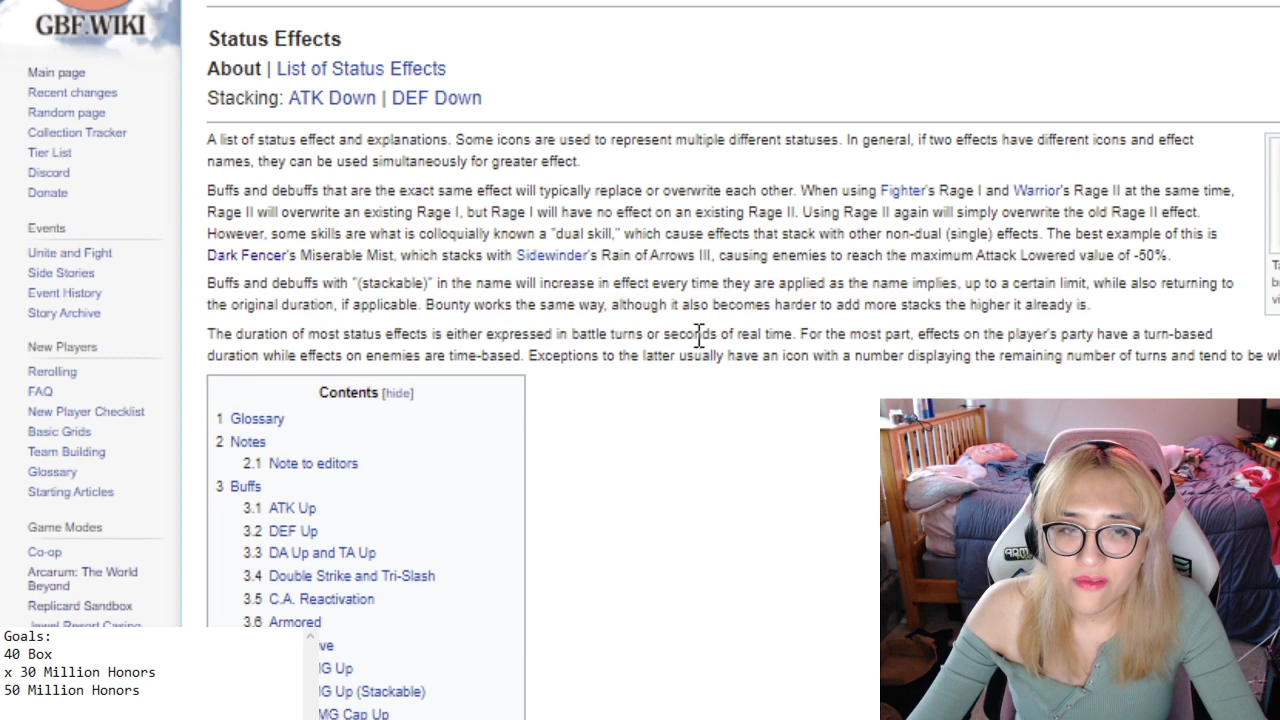 GBF.WIKI
Main page
Recent changes
Random page
Collection Tracker
Tier List
Discord
Donate
Events
Unite and Fight
Side Stories
Event History
Story Archive
New Players
Rerolling
FAQ
New Player Checklist
Basic Grids
Team Building
Glossary
Starting Articles
Game Modes
Co-op
Arcarum: The World
Beyond
Replicard Sandbox
Jewel Resort Casino
Status Effects
About | List of Status Effects
Stacking: ATK Down | DEF Down
A list of status effect and explanations. Some icons are used to represent multiple different statuses. In general, if two effects have different icons and effect
names, they can be used simultaneously for greater effect.
Buffs and debuffs that are the exact same effect will typically replace or overwrite each other. When using Fighter's Rage I and Warrior's Rage II at the same time,
Rage II will overwrite an existing Rage I, but Rage I will have no effect on an existing Rage II. Using Rage II again will simply overwrite the old Rage II effect.
However, some skills are what is colloquially known a "dual skill," which cause effects that stack with other non-dual (single) effects. The best example of this is
Dark Fencer's Miserable Mist, which stacks with Sidewinder's Rain of Arrows III, causing enemies to reach the maximum Attack Lowered value of -50%.
Buffs and debuffs with "(stackable)" in the name will increase in effect every time they are applied as the name implies, up to a certain limit, while also returning to
the original duration, if applicable. Bounty works the same way, although it also becomes harder to add more stacks the higher it already is.
The duration of most status effects is either expressed in battle turns or seconds of real time. For the most part, effects on the player's party have a turn-based
duration while effects on enemies are time-based. Exceptions to the latter usually have an icon with a number displaying the remaining number of turns and tend to be
Contents [hide]
1 Glossary
2 Notes
2.1 Note to editors
3 Buffs
3.1 ATK Up
3.2 DEF Up
3.3 DA Up and TA Up
3.4 Double Strike and Tri-Slash
3.5 C.A. Reactivation
3.6 Armored
ve
IG Up
IG Up (Stackable)
MG Cap Up
Goals:
40 Box
x 30 Million Honors
50 Million Honors